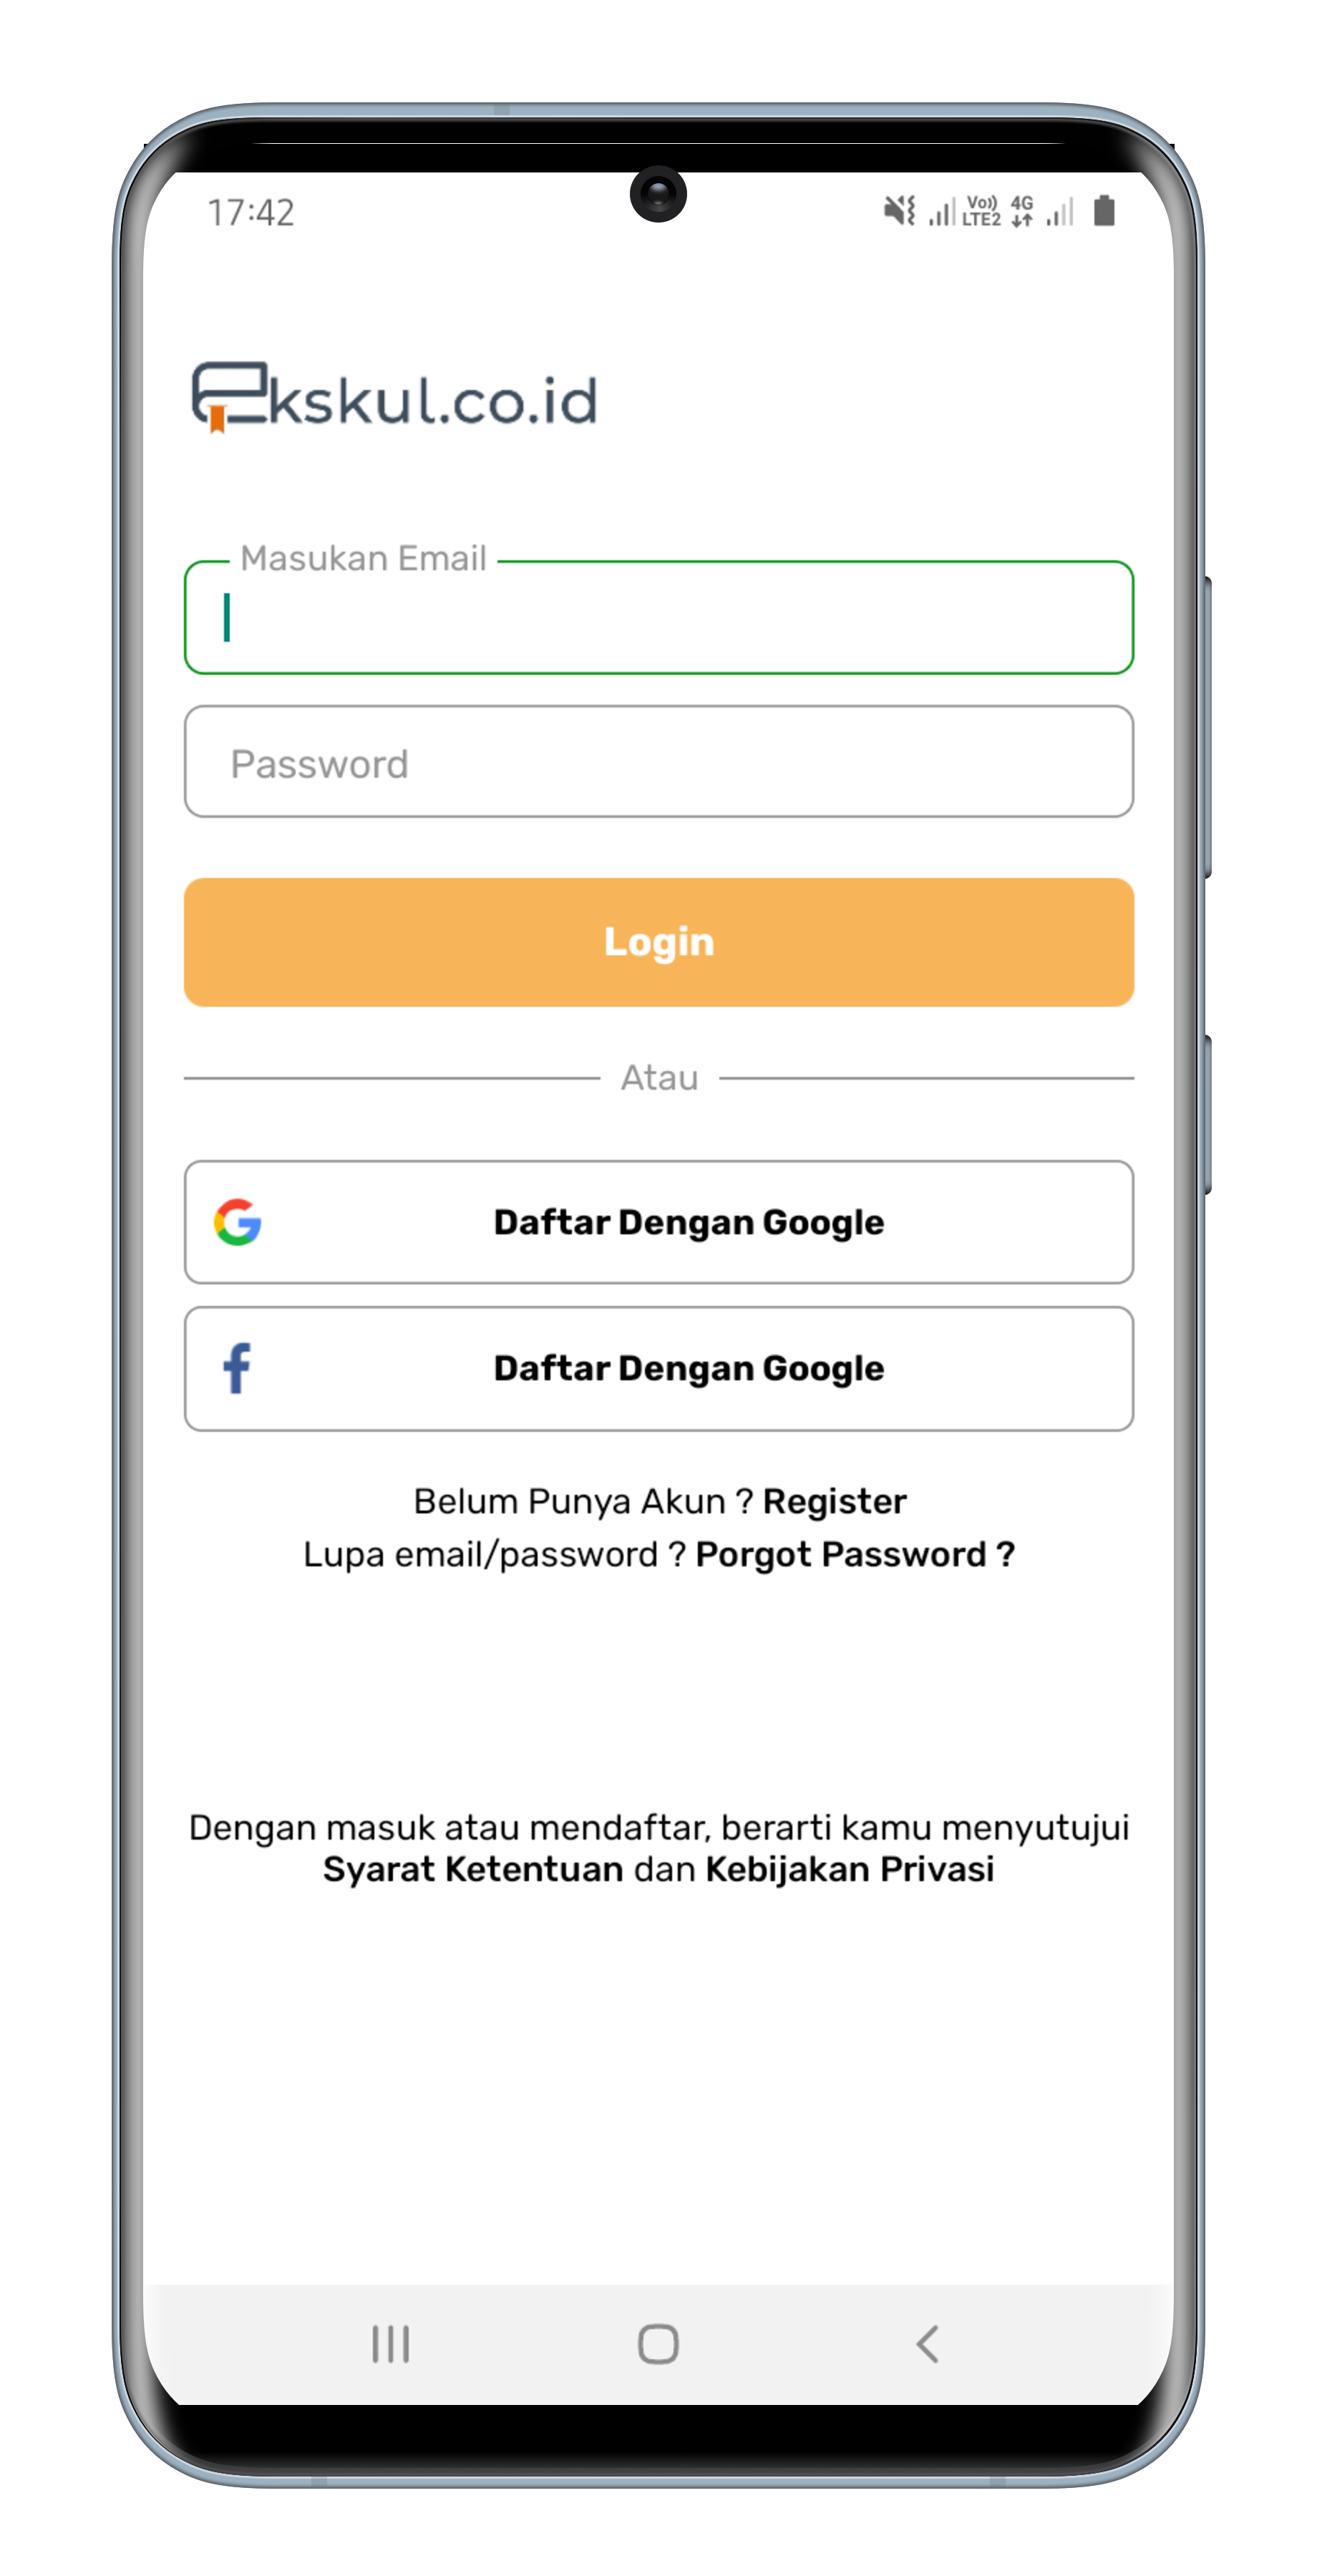 17:42
Vo)) 4G
LTE2
Ekskul.co.id
Masukan Email
Password
Login
Atau
Daftar Dengan Google
Daftar Dengan Google
Belum Punya Akun ? Register
Lupa email/password ? Porgot Password ?
Dengan masuk atau mendaftar, berarti kamu menyutujui
Syarat Ketentuan dan Kebijakan Privasi